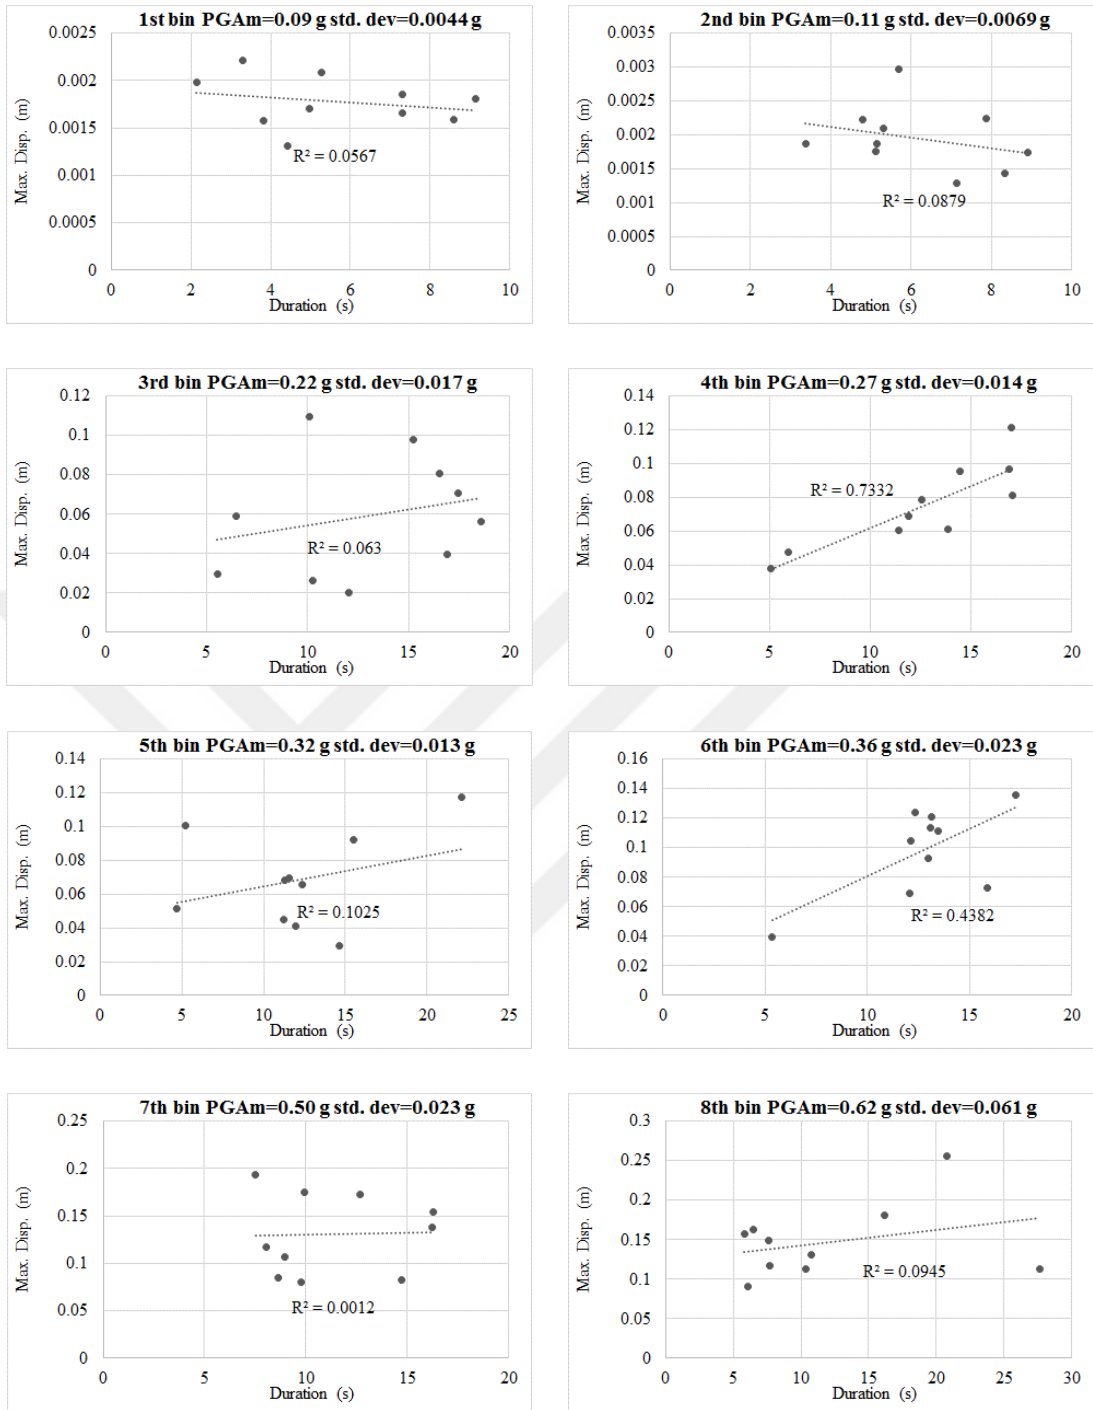 1st bin PGAm=0.09 g std. dev=0.0044 g
Max. Disp. (m)
0.0025
0.002
0.0015
0.001
0.0005
0
R² = 0.0567
0 2 4 6 8 10
Duration (s)
2nd bin PGAm=0.11 g std. dev=0.0069 g
Max. Disp. (m)
0.0035
0.003
0.0025
0.002
0.0015
0.001
0.0005
0
R² = 0.0879
0 2 4 6 8 10
Duration (s)
3rd bin PGAm=0.22 g std. dev=0.017 g
Max. Disp. (m)
0.12
0.1
0.08
0.06
0.04
0.02
0
R² = 0.063
0 5 10 15 20
Duration (s)
4th bin PGAm=0.27 g std. dev=0.014 g
Max. Disp. (m)
0.14
0.12
0.1
0.08
0.06
0.04
0.02
0
R² = 0.7332
0 5 10 15 20
Duration (s)
5th bin PGAm=0.32 g std. dev=0.013 g
Max. Disp. (m)
0.14
0.12
0.1
0.08
0.06
0.04
0.02
0
R² = 0.1025
0 5 10 15 20 25
Duration (s)
6th bin PGAm=0.36 g std. dev=0.023 g
Max. Disp. (m)
0.16
0.14
0.12
0.1
0.08
0.06
0.04
0.02
0
R² = 0.4382
0 5 10 15 20
Duration (s)
7th bin PGAm=0.50 g std. dev=0.023 g
Max. Disp. (m)
0.25
0.2
0.15
0.1
0.05
0
R² = 0.0012
0 5 10 15 20
Duration (s)
8th bin PGAm=0.62 g std. dev=0.061 g
Max. Disp. (m)
0.3
0.25
0.2
0.15
0.1
0.05
0
R² = 0.0945
0 5 10 15 20 25 30
Duration (s)